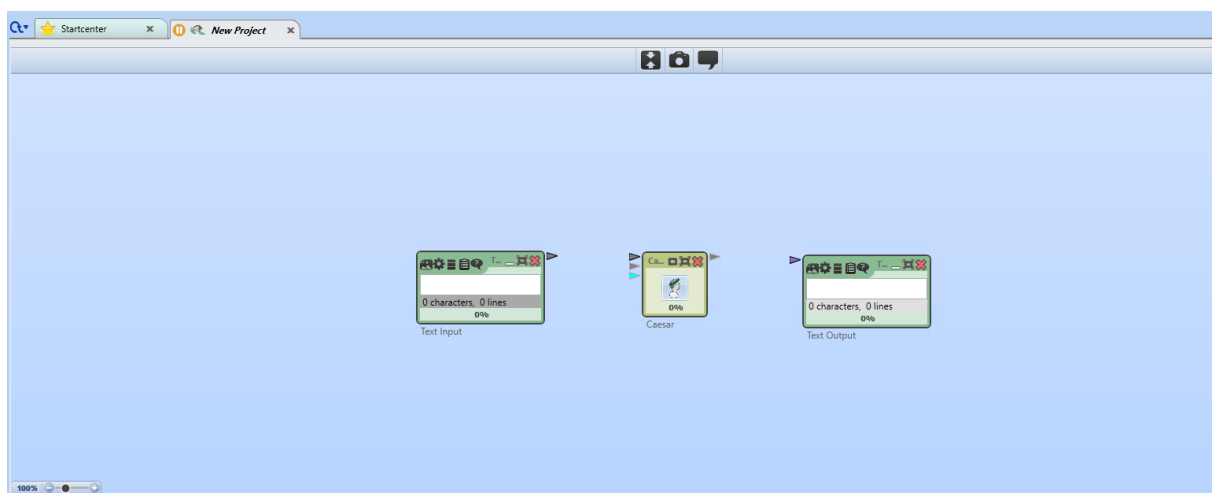 Startcenter
New Project
T...
Ca...
T...
0 characters, 0 lines
0%
Text Input
0%
Caesar
0 characters, 0 lines
0%
Text Output
100%